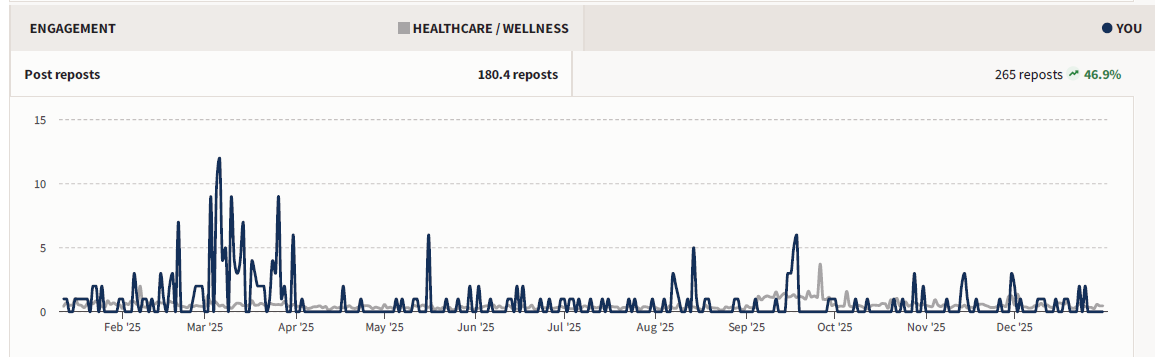 ENGAGEMENT HEALTHCARE / WELLNESS YOU
Post reposts 180.4 reposts 265 reposts 46.9%
15
10
5
0
Feb '25 Mar '25 Apr '25 May '25 Jun '25 Jul '25 Aug '25 Sep '25 Oct '25 Nov '25 Dec '25